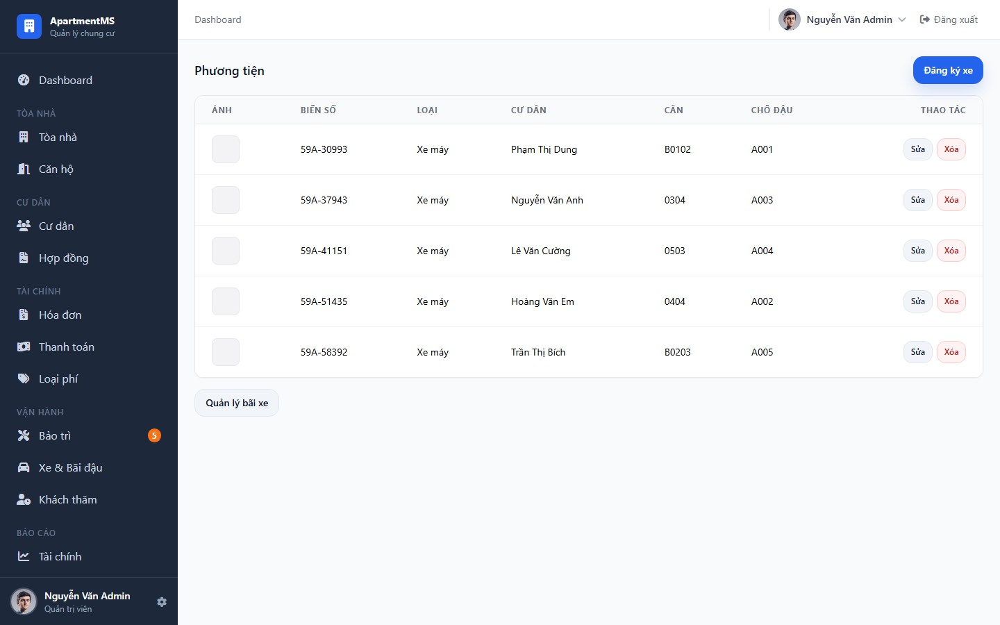 ApartmentMS
Quản lý chung cư
Dashboard
TÒA NHÀ
Tòa nhà
Căn hộ
CƯ DÂN
Cư dân
Hợp đồng
TÀI CHÍNH
Hóa đơn
Thanh toán
Loại phí
VẬN HÀNH
Bảo trì 5
Xe & Bãi đậu
Khách thăm
BÁO CÁO
Tài chính
Nguyễn Văn Admin
Quản trị viên
Dashboard Nguyễn Văn Admin Đăng xuất
Phương tiện Đăng ký xe
ẢNH BIỂN SỐ LOẠI CƯ DÂN CĂN CHỖ ĐẬU THAO TÁC
59A-30993 Xe máy Phạm Thị Dung B0102 A001 Sửa Xóa
59A-37943 Xe máy Nguyễn Văn Anh 0304 A003 Sửa Xóa
59A-41151 Xe máy Lê Văn Cường 0503 A004 Sửa Xóa
59A-51435 Xe máy Hoàng Văn Em 0404 A002 Sửa Xóa
59A-58392 Xe máy Trần Thị Bích B0203 A005 Sửa Xóa
Quản lý bãi xe